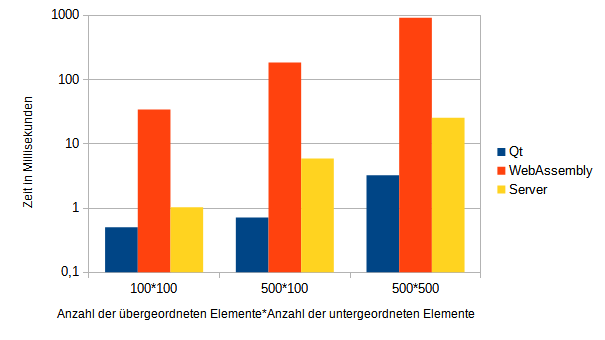 1000
100
10
1
0,1
Zeit in Millisekunden
100*100
500*100
500*500
Anzahl der übergeordneten Elemente*Anzahl der untergeordneten Elemente
Qt
WebAssembly
Server